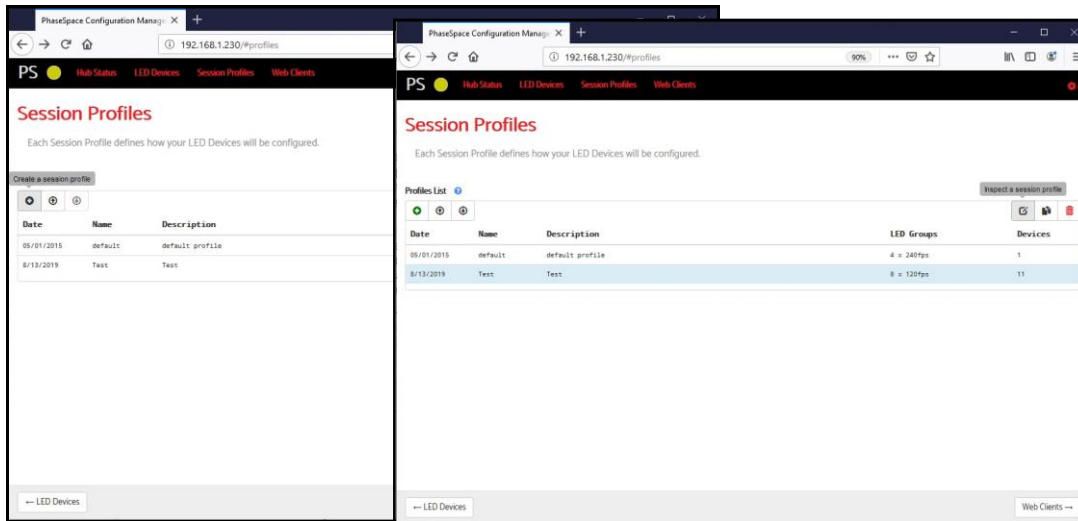 PhaseSpace Configuration Manag
192.168.1.230/#profiles
PS
Hub Status LED Devices Session Profiles Web Clients
Session Profiles
Each Session Profile defines how your LED Devices will be configured.
Create a session profile
Date Name Description
05/01/2015 default default profile
8/13/2019 Test Test
← LED Devices
PhaseSpace Configuration Manag
192.168.1.230/#profiles
90%
PS
Hub Status LED Devices Session Profiles Web Clients
Session Profiles
Each Session Profile defines how your LED Devices will be configured.
Profiles List
Inspect a session profile
Date Name Description LED Groups Devices
05/01/2015 default default profile 4 x 240fps 1
8/13/2019 Test Test 8 x 120fps 11
← LED Devices
Web Clients →